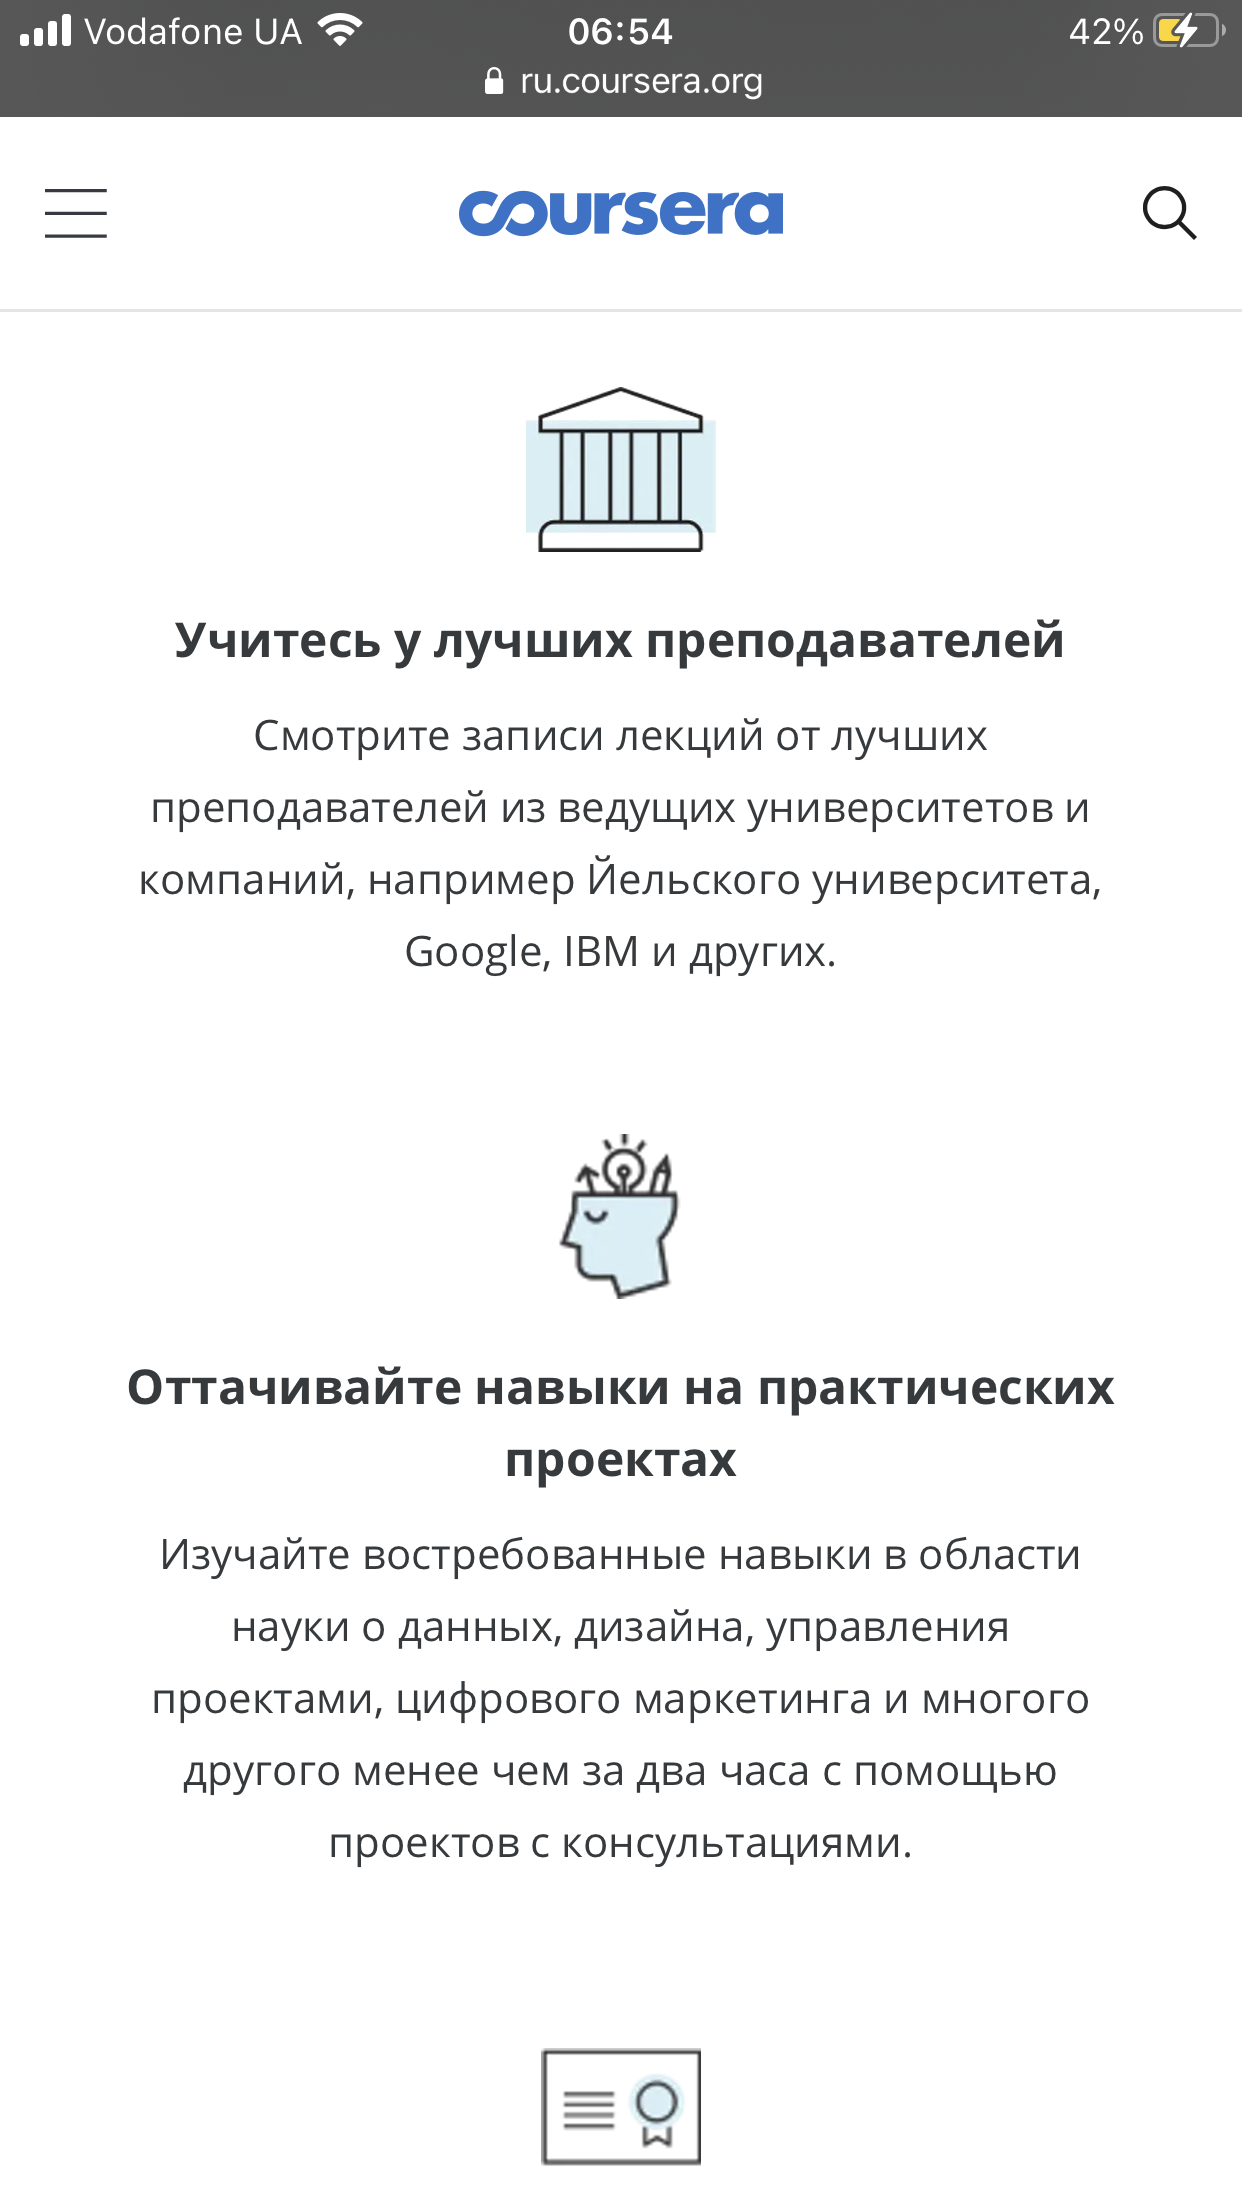 Vodafone UA 06:54 42%
ru.coursera.org
coursera
Учитесь у лучших преподавателей
Смотрите записи лекций от лучших
преподавателей из ведущих университетов и
компаний, например Йельского университета,
Google, IBM и других.
Оттачивайте навыки на практических
проектах
Изучайте востребованные навыки в области
науки о данных, дизайна, управления
проектами, цифрового маркетинга и многого
другого менее чем за два часа с помощью
проектов с консультациями.